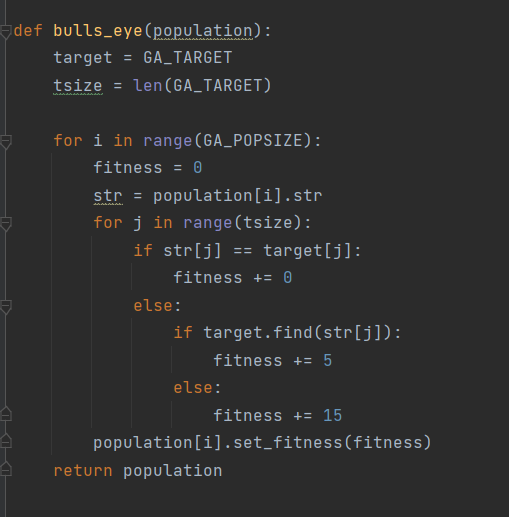 def bulls_eye(population):
    target = GA_TARGET
    tsize = len(GA_TARGET)

    for i in range(GA_POPSIZE):
        fitness = 0
        str = population[i].str
        for j in range(tsize):
            if str[j] == target[j]:
                fitness += 0
            else:
                if target.find(str[j]):
                    fitness += 5
                else:
                    fitness += 15
        population[i].set_fitness(fitness)
    return population